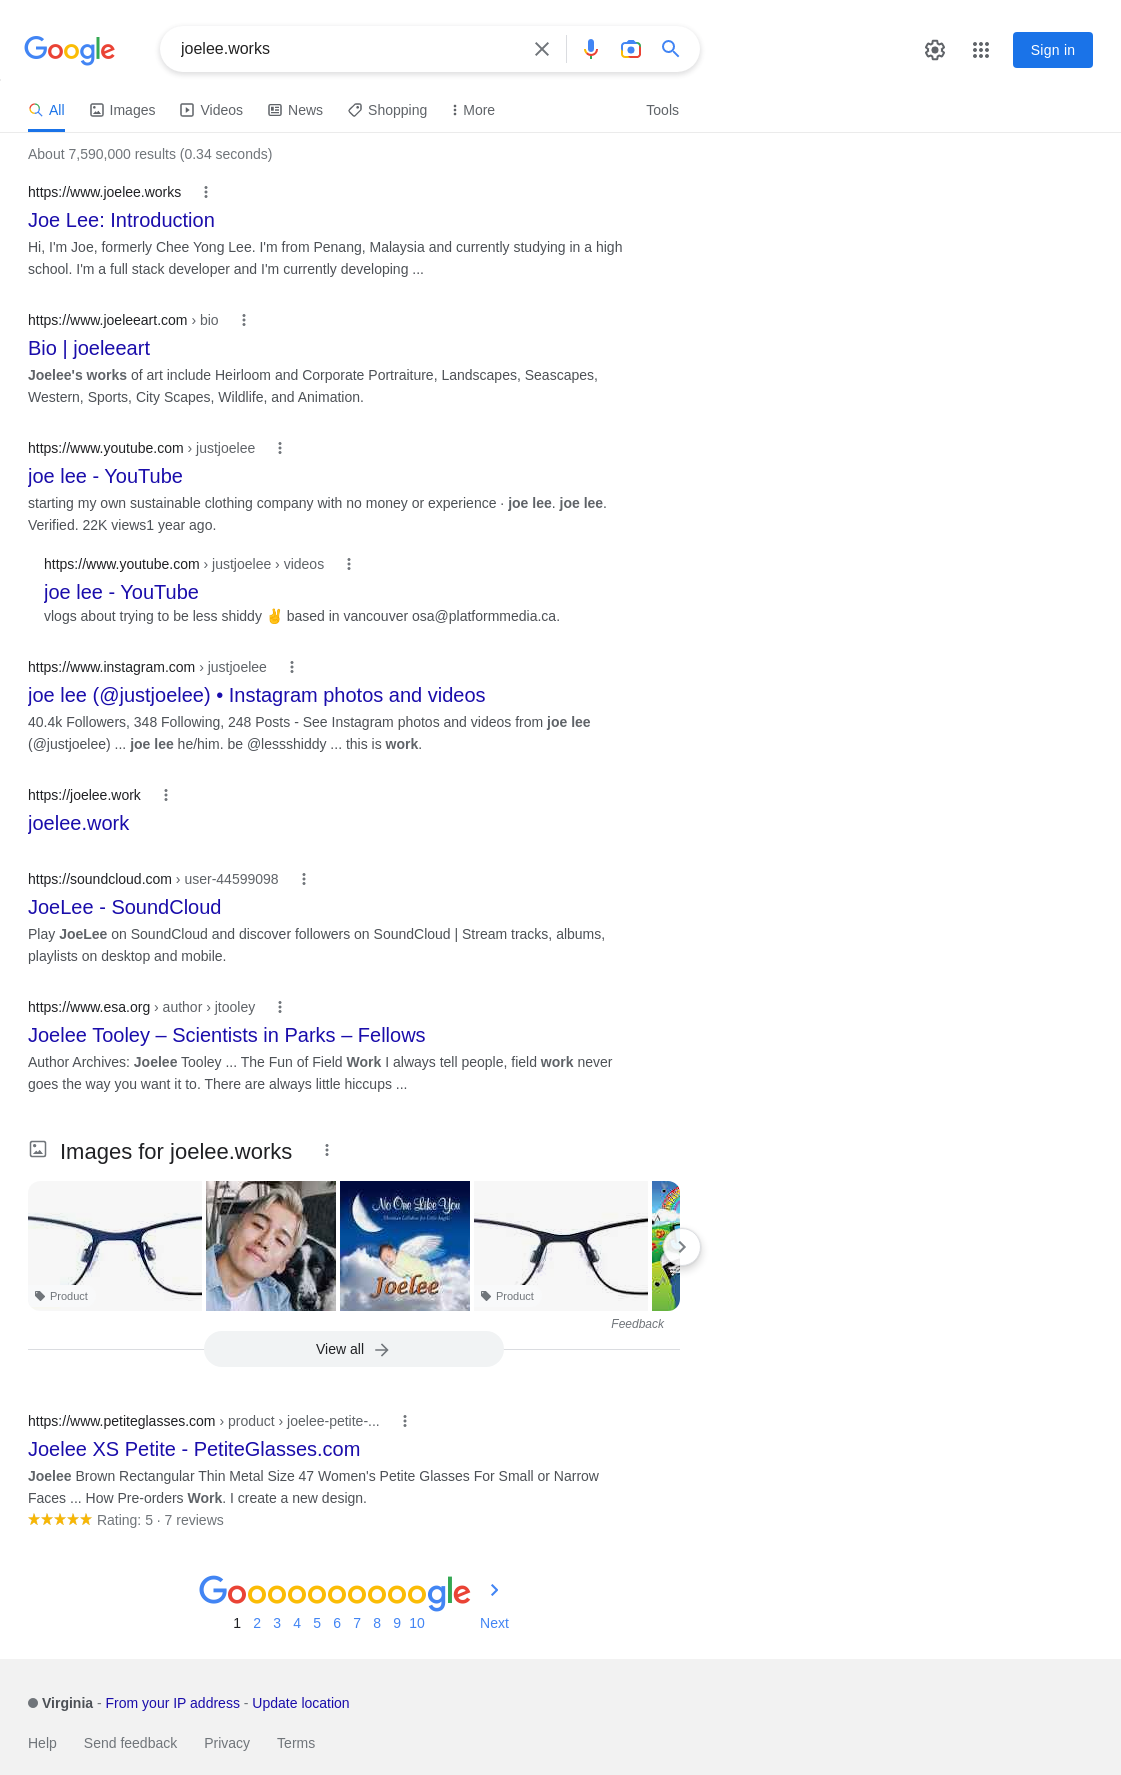 Google
joelee.works
Sign in
All
Images
Videos
News
Shopping
More
Tools
About 7,590,000 results (0.34 seconds)
https://www.joelee.works
Joe Lee: Introduction
Hi, I'm Joe, formerly Chee Yong Lee. I'm from Penang, Malaysia and currently studying in a high
school. I'm a full stack developer and I'm currently developing ...
https://www.joeleeart.com › bio
Bio | joeleeart
Joelee's works of art include Heirloom and Corporate Portraiture, Landscapes, Seascapes,
Western, Sports, City Scapes, Wildlife, and Animation.
https://www.youtube.com › justjoelee
joe lee - YouTube
starting my own sustainable clothing company with no money or experience · joe lee. joe lee.
Verified. 22K views1 year ago.
https://www.youtube.com › justjoelee › videos
joe lee - YouTube
vlogs about trying to be less shiddy ✌️ based in vancouver osa@platformmedia.ca.
https://www.instagram.com › justjoelee
joe lee (@justjoelee) • Instagram photos and videos
40.4k Followers, 348 Following, 248 Posts - See Instagram photos and videos from joe lee
(@justjoelee) ... joe lee he/him. be @lessshiddy ... this is work.
https://joelee.work
joelee.work
https://soundcloud.com › user-44599098
JoeLee - SoundCloud
Play JoeLee on SoundCloud and discover followers on SoundCloud | Stream tracks, albums,
playlists on desktop and mobile.
https://www.esa.org › author › jtooley
Joelee Tooley – Scientists in Parks – Fellows
Author Archives: Joelee Tooley ... The Fun of Field Work I always tell people, field work never
goes the way you want it to. There are always little hiccups ...
Images for joelee.works
No One Like You
Joelee
Product
Product
Feedback
View all
https://www.petiteglasses.com › product › joelee-petite-...
Joelee XS Petite - PetiteGlasses.com
Joelee Brown Rectangular Thin Metal Size 47 Women's Petite Glasses For Small or Narrow
Faces ... How Pre-orders Work. I create a new design.
Rating: 5 · 7 reviews
Goooooooooogle
1 2 3 4 5 6 7 8 9 10 Next
Virginia - From your IP address - Update location
Help
Send feedback
Privacy
Terms